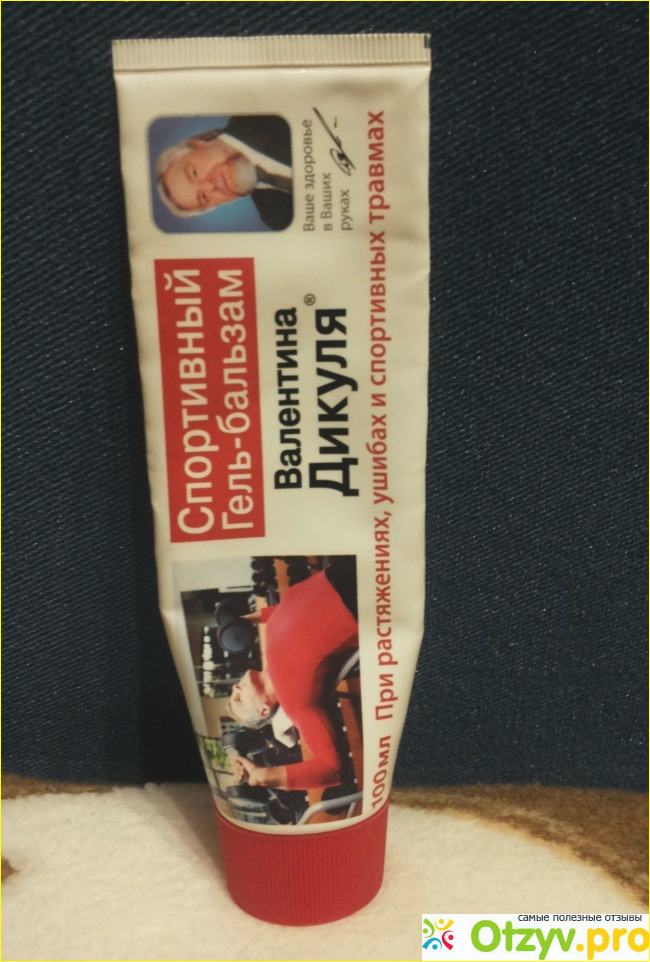 Ваше здоровье
в Ваших
руках
Спортивный
Гель-бальзам
Валентина
Дикуля®
100мл При растяжениях, ушибах и спортивных травмах
самые полезные отзывы
Otzyv.pro